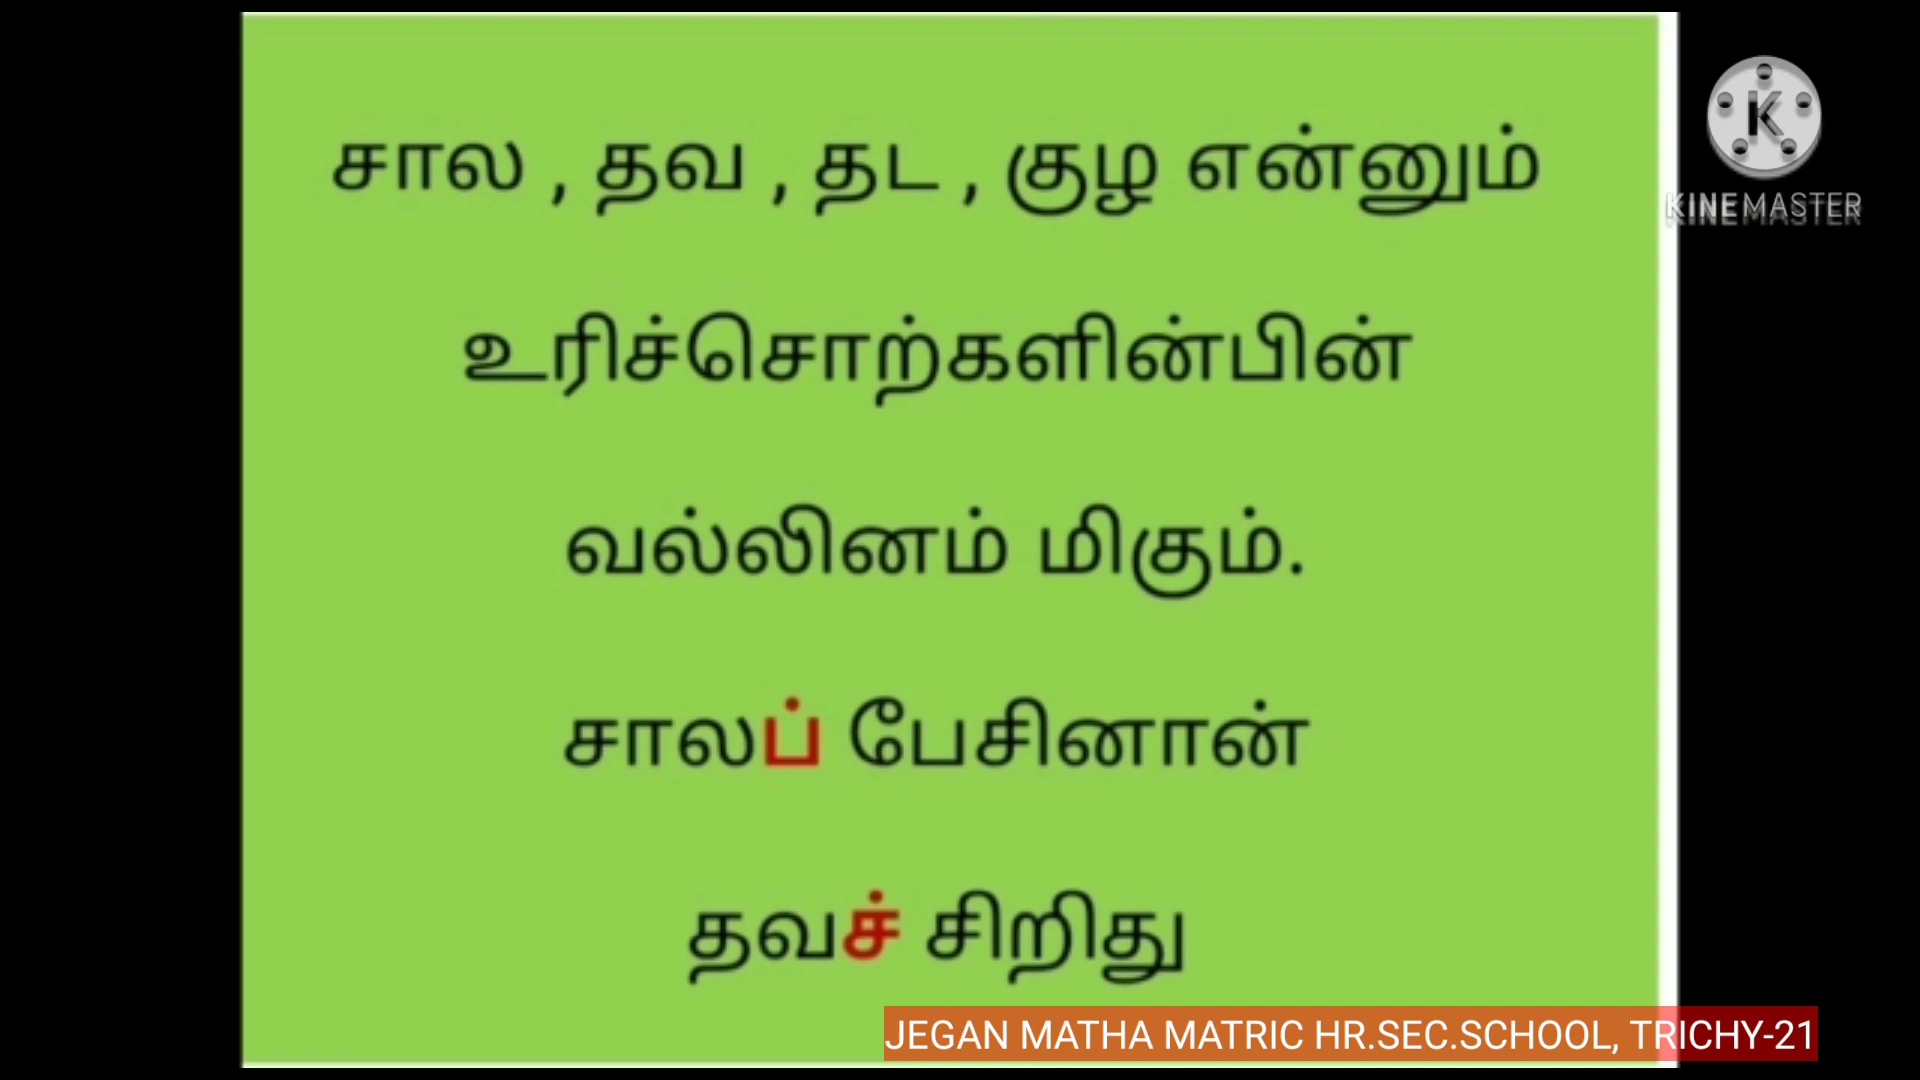 சால , தவ , தட , குழ என்னும்
உரிச்சொற்களின்பின்
வல்லினம் மிகும்.
சாலப் பேசினான்
தவச் சிறிது
K
KINEMASTER
JEGAN MATHA MATRIC HR.SEC.SCHOOL, TRICHY-21